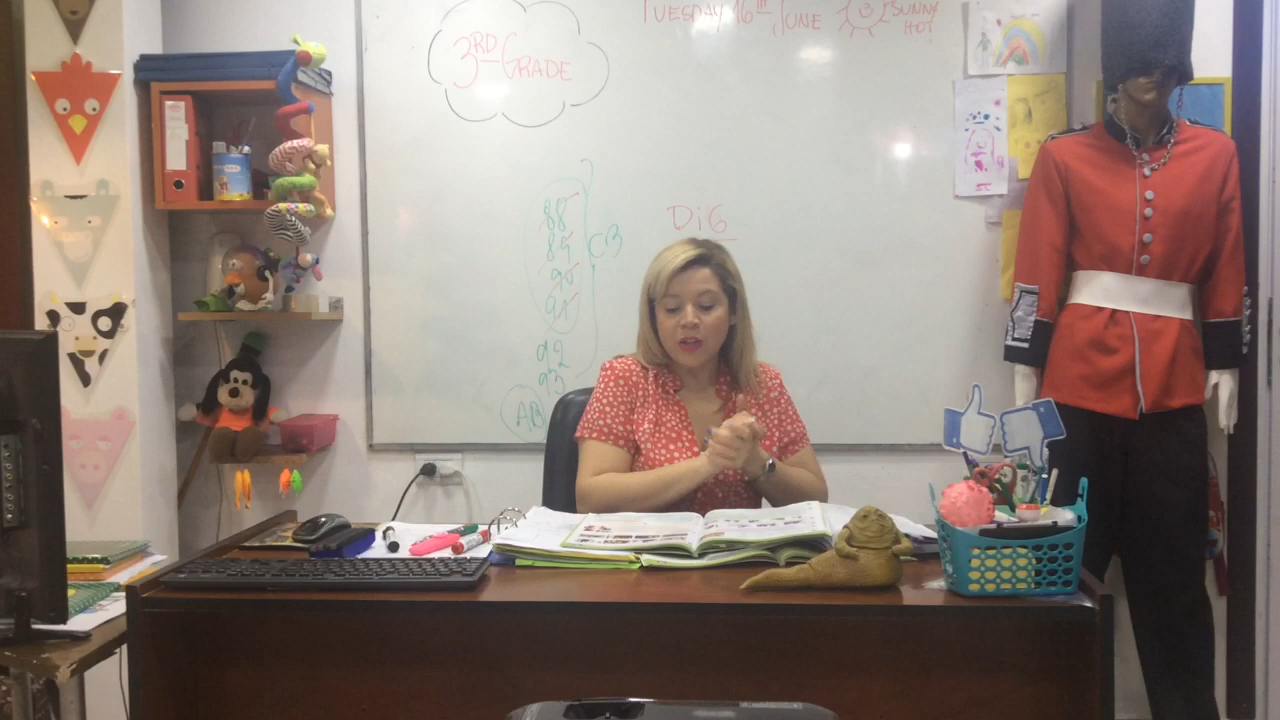 TUESDAY 16th JUNE SUNNY
HOT!
3RD GRADE
DiG
88
89
90
91
92
93
CB
AB